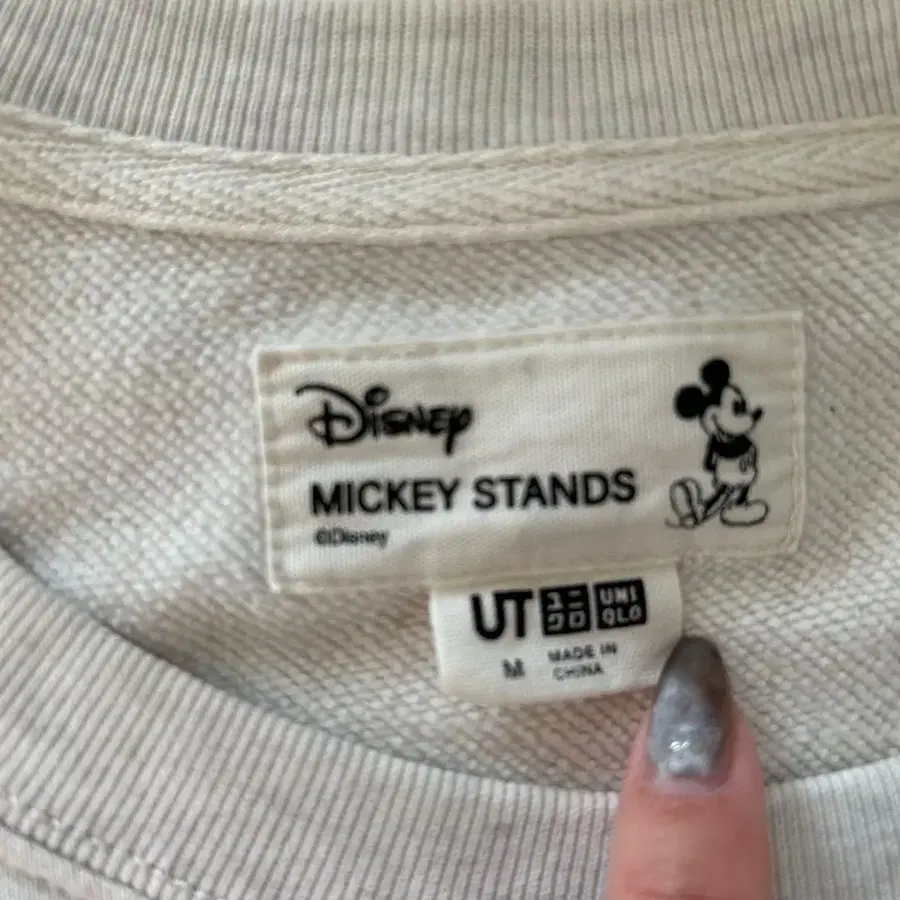 Disney
MICKEY STANDS
©Disney
UT ユニクロ UNIQLO
M MADE IN CHINA